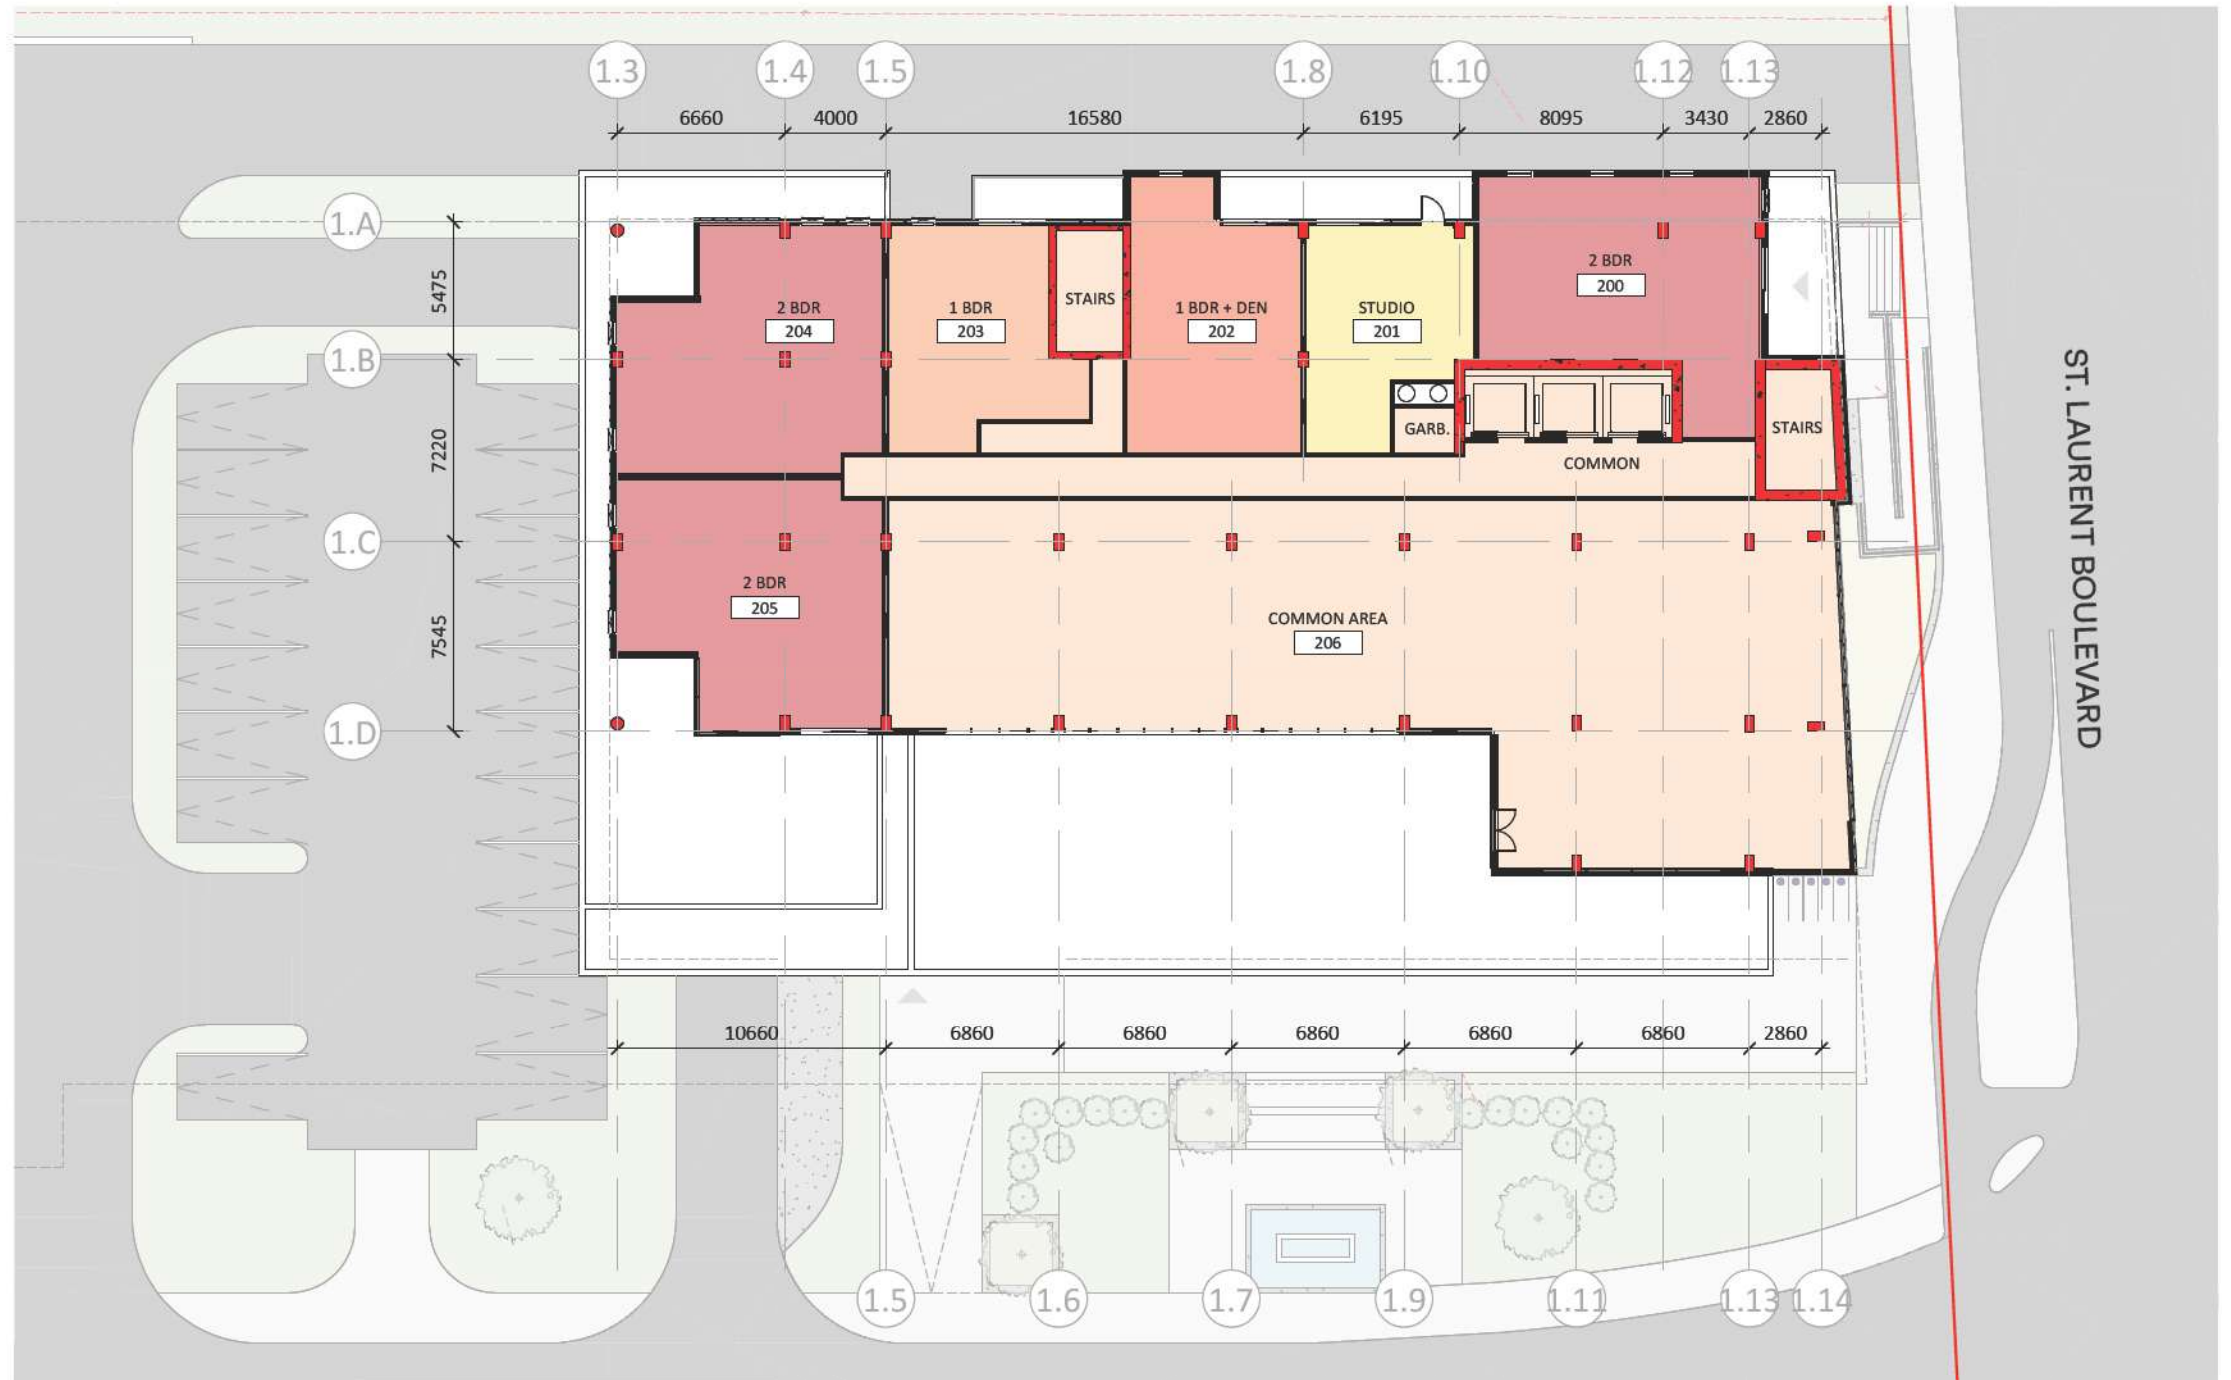 1.3 1.4 1.5 1.8 1.10 1.12 1.13
6660 4000 16580 6195 8095 3430 2860
1.A
5475
1.B
7220
1.C
7545
1.D
2 BDR
200
STAIRS
2 BDR
204
1 BDR
203
1 BDR + DEN
202
STUDIO
201
GARB.
STAIRS
COMMON
2 BDR
205
COMMON AREA
206
ST. LAURENT BOULEVARD
10660 6860 6860 6860 6860 6860 2860
1.5 1.6 1.7 1.9 1.11 1.13 1.14